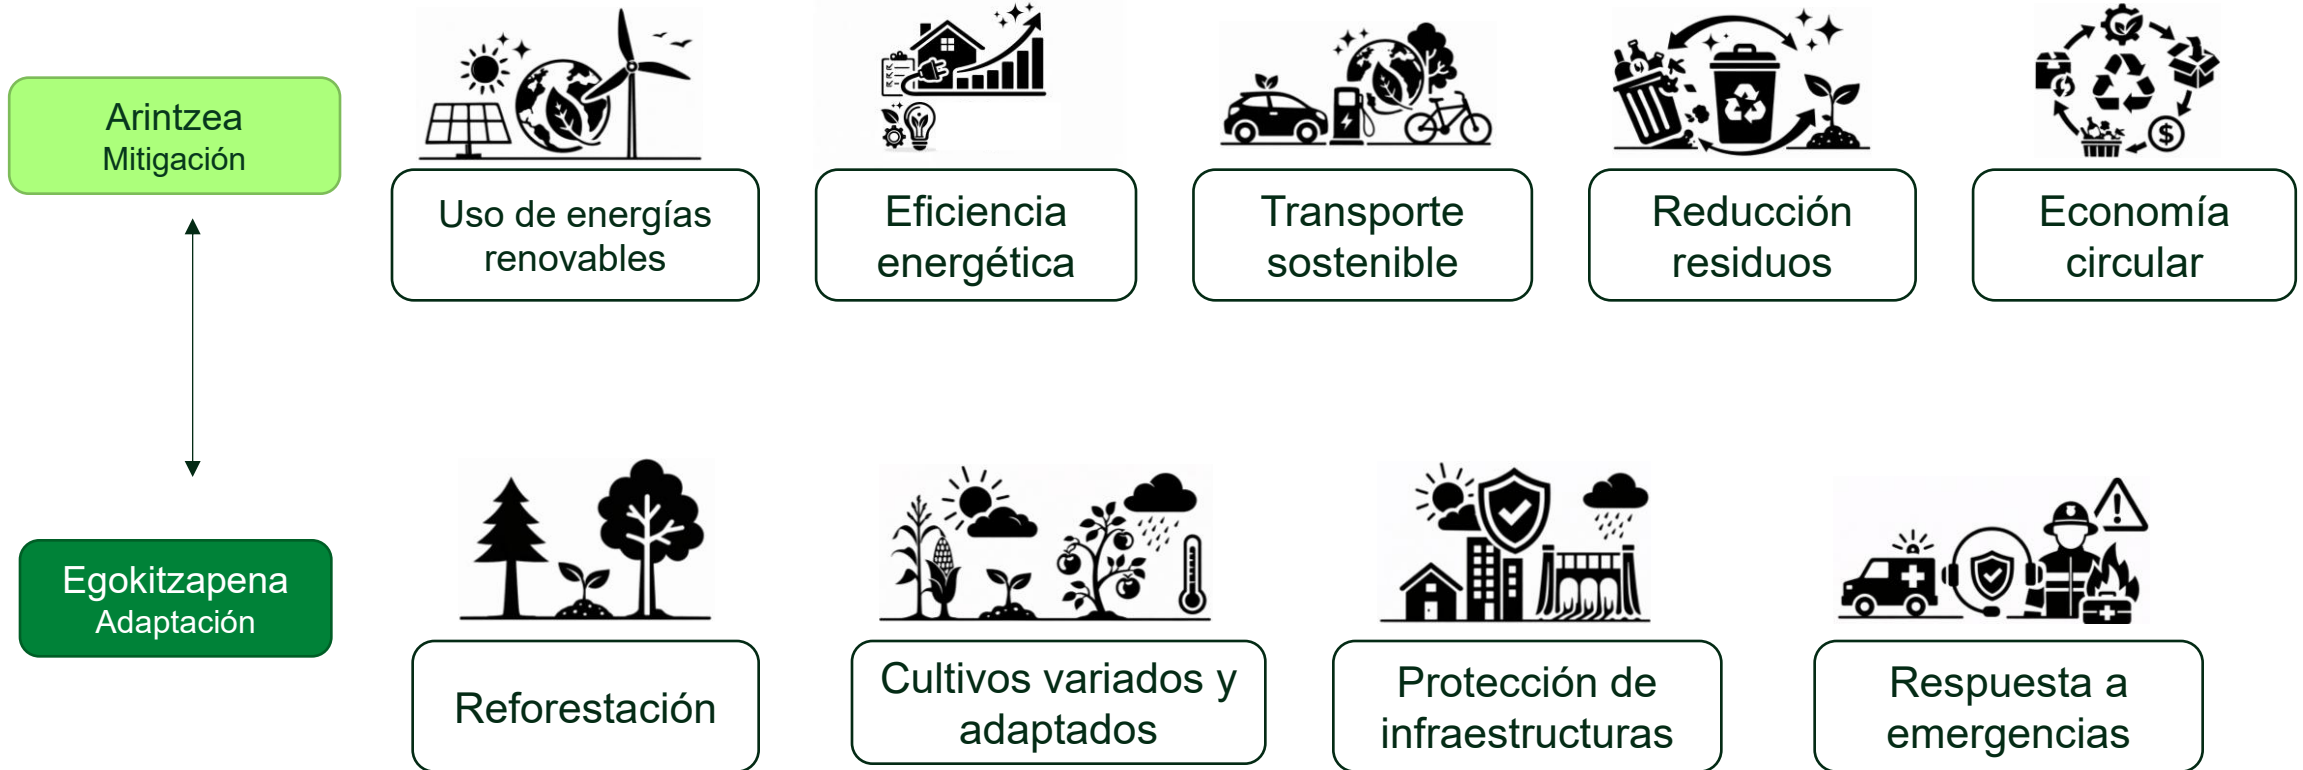 Arintzea
Mitigación
Uso de energías
renovables
Eficiencia
energética
Transporte
sostenible
Reducción
residuos
Economía
circular
$
Egokitzapena
Adaptación
Reforestación
Cultivos variados y
adaptados
Protección de
infraestructuras
Respuesta a
emergencias